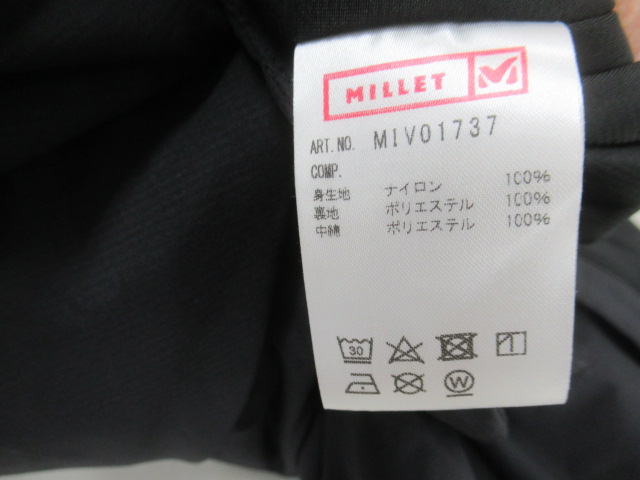 MILLET
ART.NO. MIV01737
COMP.
身生地 ナイロン 100%
裏地 ポリエステル 100%
中綿 ポリエステル 100%
30
W